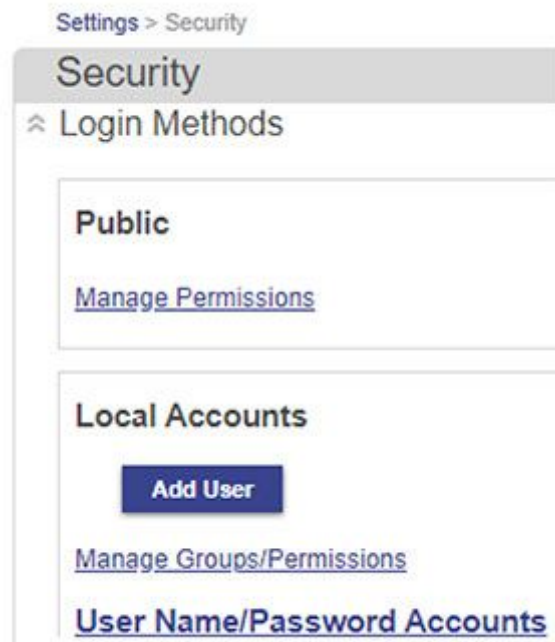 Settings > Security
Security
Login Methods
Public
Manage Permissions
Local Accounts
Add User
Manage Groups/Permissions
User Name/Password Accounts